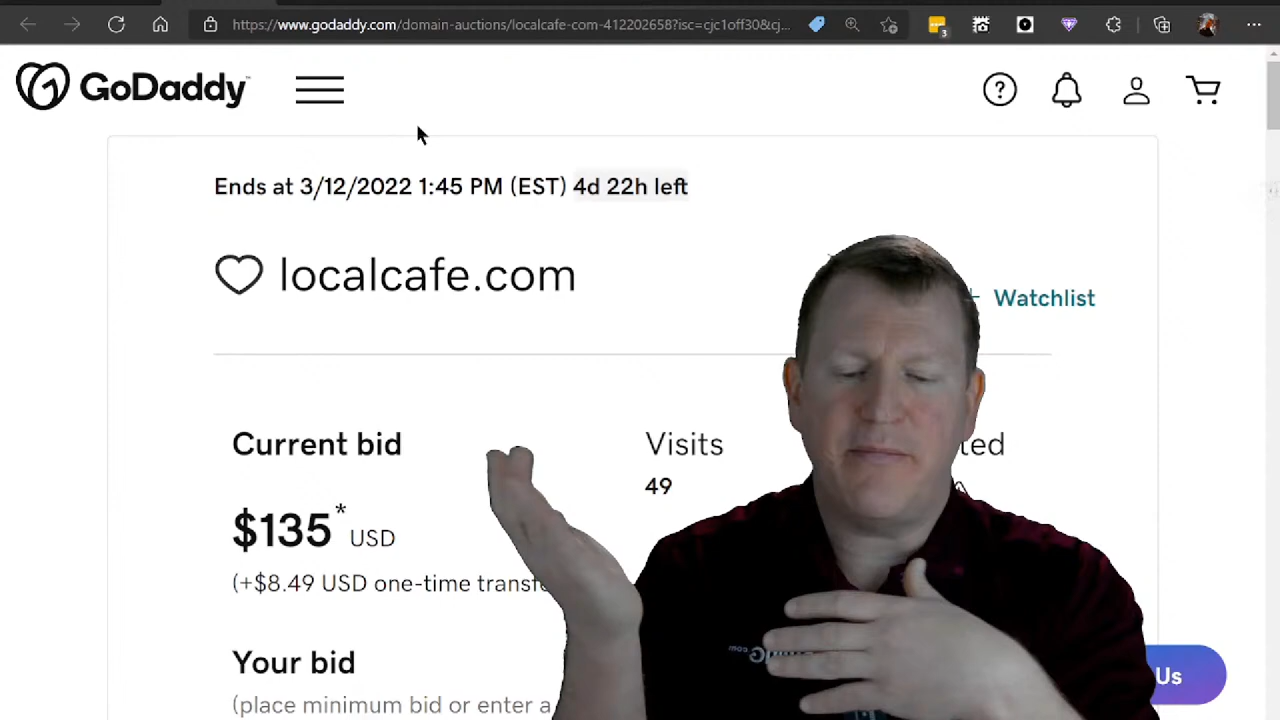 https://www.godaddy.com/domain-auctions/localcafe-com-412202658?isc=cjc1off30&cj...
3
GoDaddy
Ends at 3/12/2022 1:45 PM (EST) 4d 22h left
localcafe.com
+ Watchlist
Current bid
Visits
ted
49
$135* USD
(+$8.49 USD one-time transf
Your bid
(place minimum bid or enter a
Us